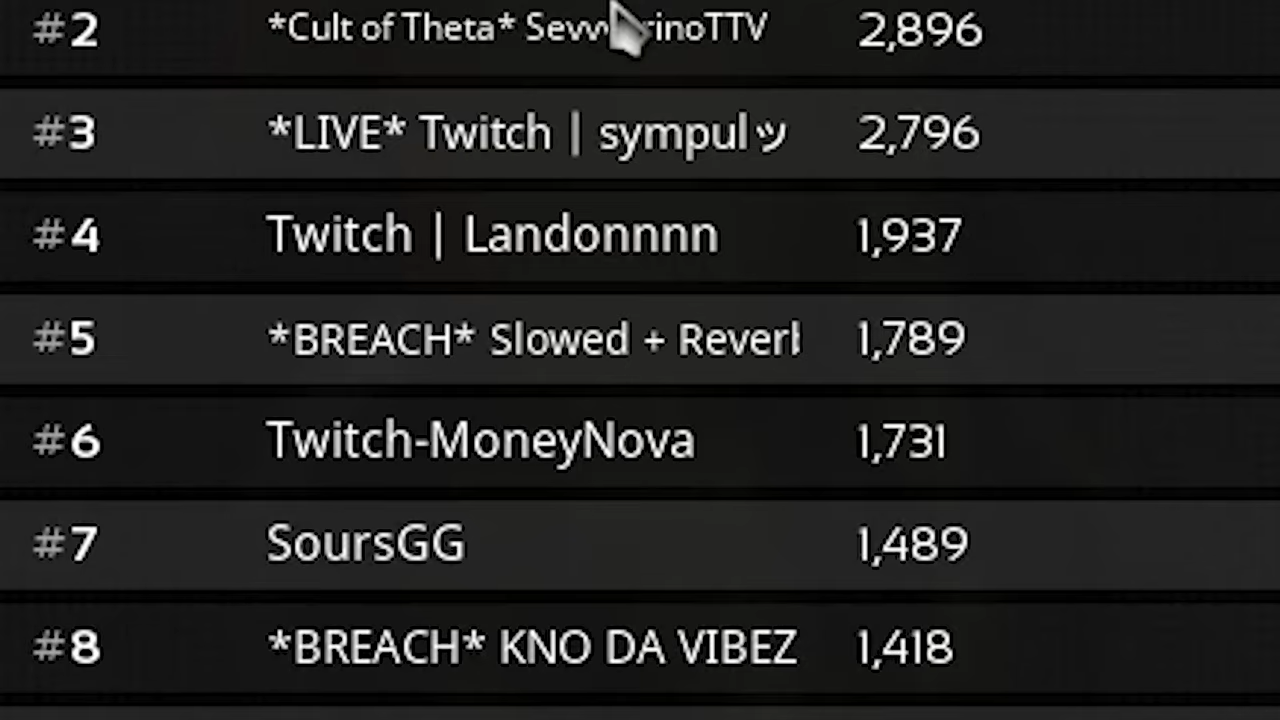 #2 *Cult of Theta* 2,896
#3 *LIVE* Twitch | sympulッ 2,796
#4 Twitch | Landonnnn 1,937
#5 *BREACH* Slowed + 1,789
#6 Twitch-MoneyNova 1,731
#7 SoursGG 1,489
#8 *BREACH* KNO DA VIBEZ 1,418